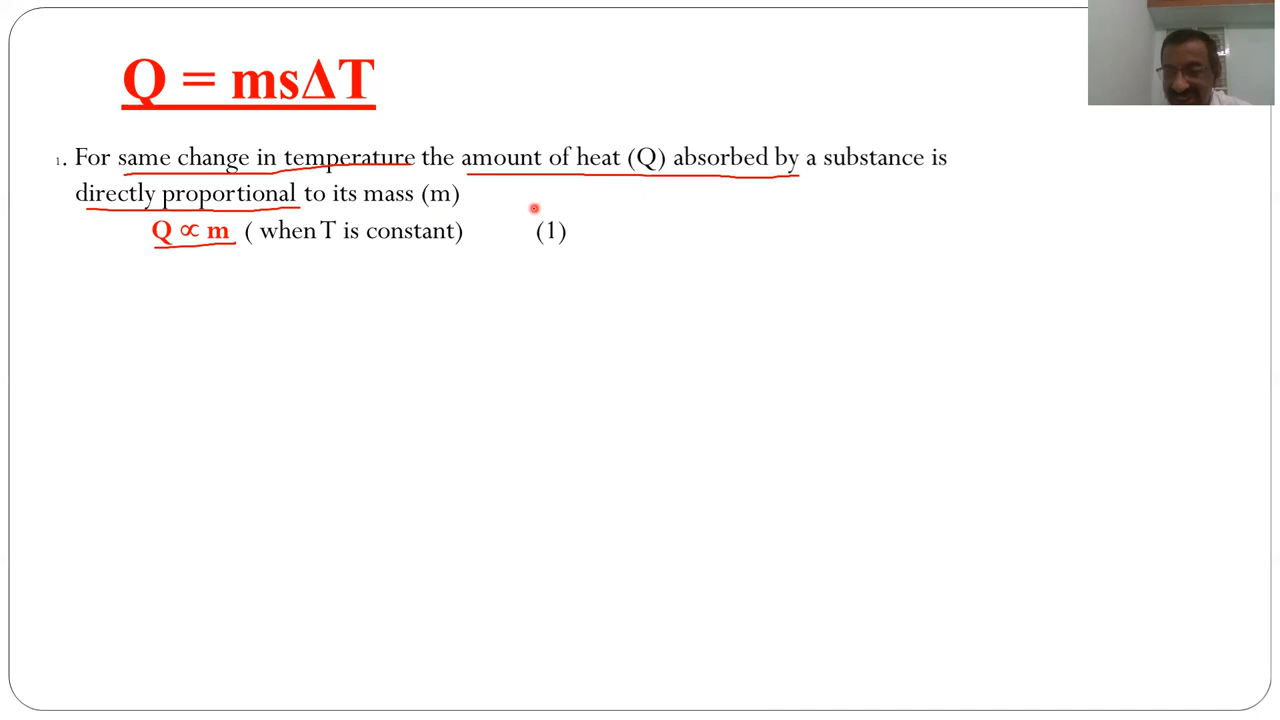 Q = msΔT
1. For same change in temperature the amount of heat (Q) absorbed by a substance is
directly proportional to its mass (m)
Q ∝ m ( when T is constant) (1)